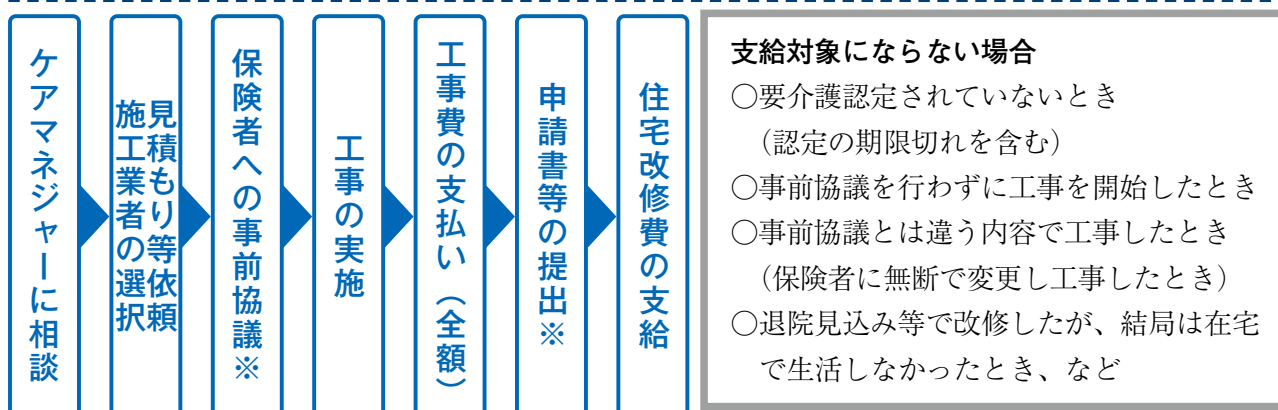 ケアマネジャーに相談
見積もり等依頼
施工業者の選択
保険者への事前協議※
工事の実施
工事費の支払い（全額）
申請書等の提出※
住宅改修費の支給
支給対象にならない場合
○要介護認定されていないとき
（認定の期限切れを含む）
○事前協議を行わずに工事を開始したとき
○事前協議とは違う内容で工事したとき
（保険者に無断で変更し工事したとき）
○退院見込み等で改修したが、結局は在宅
で生活しなかったとき、など